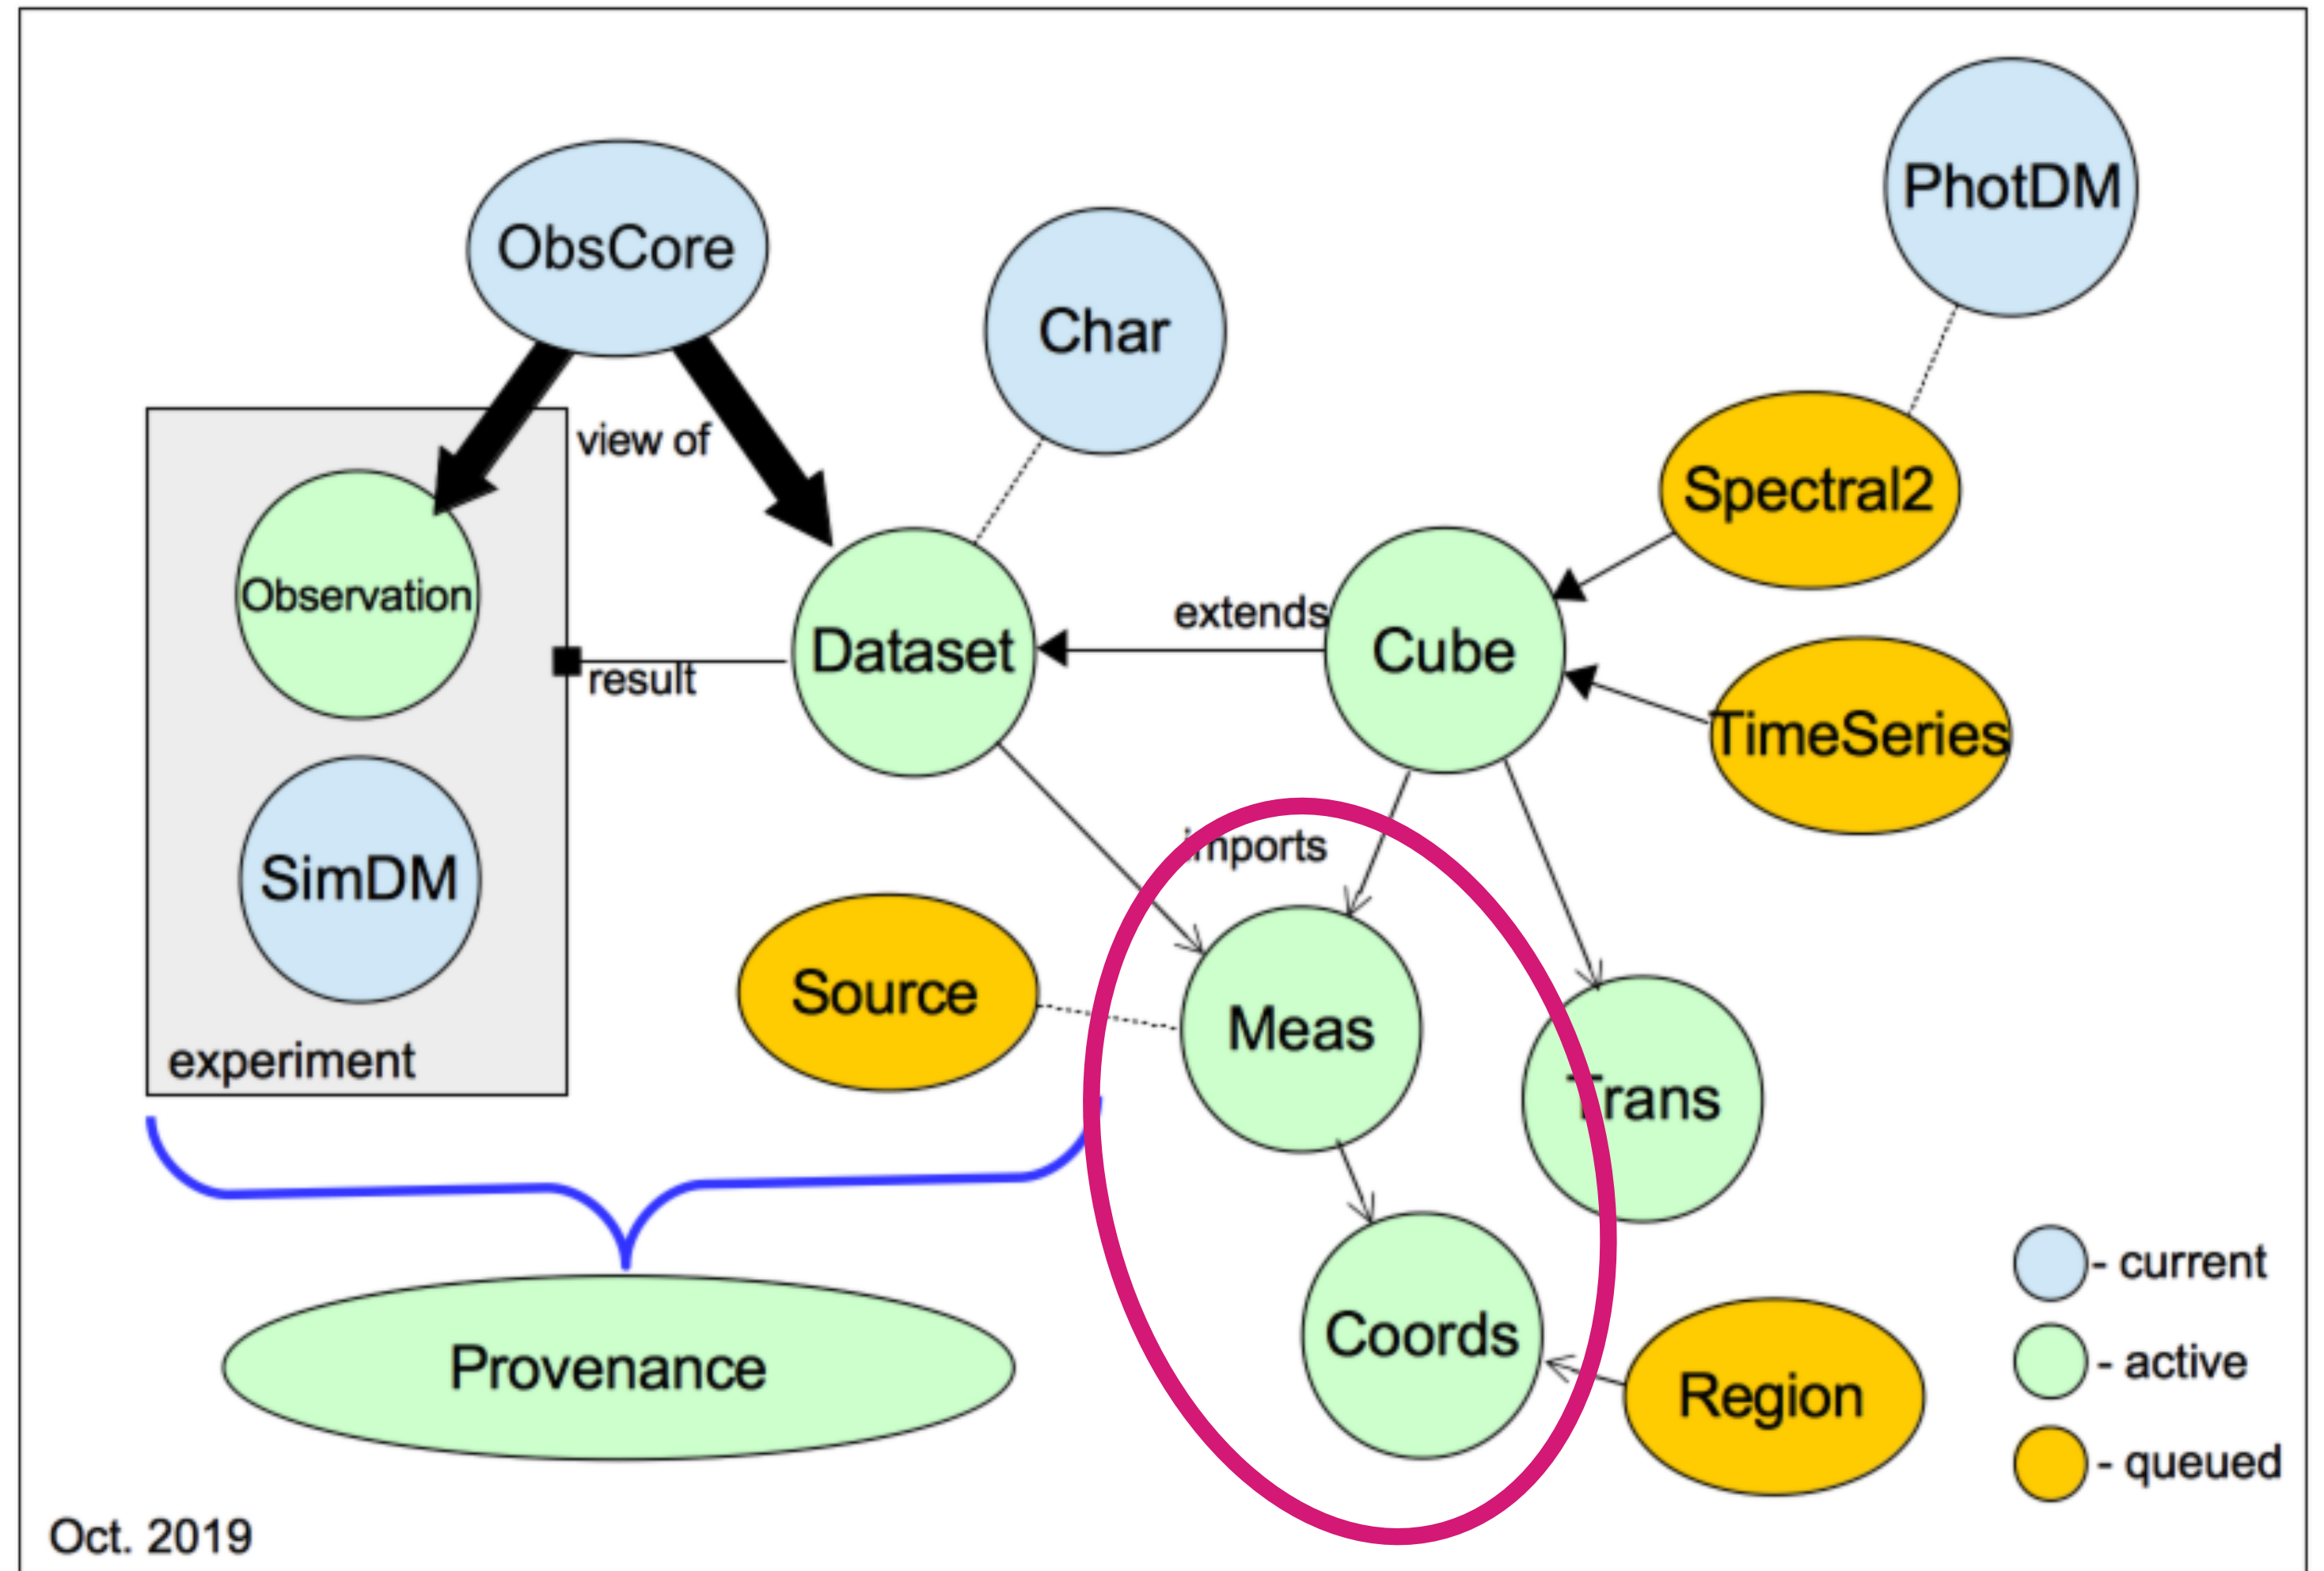 PhotDM
ObsCore
Char
view of
Spectral2
Observation
extends
Dataset
Cube
result
TimeSeries
imports
SimDM
Source
Meas
experiment
Trans
- current
Coords
- active
Provenance
Region
- queued
Oct. 2019